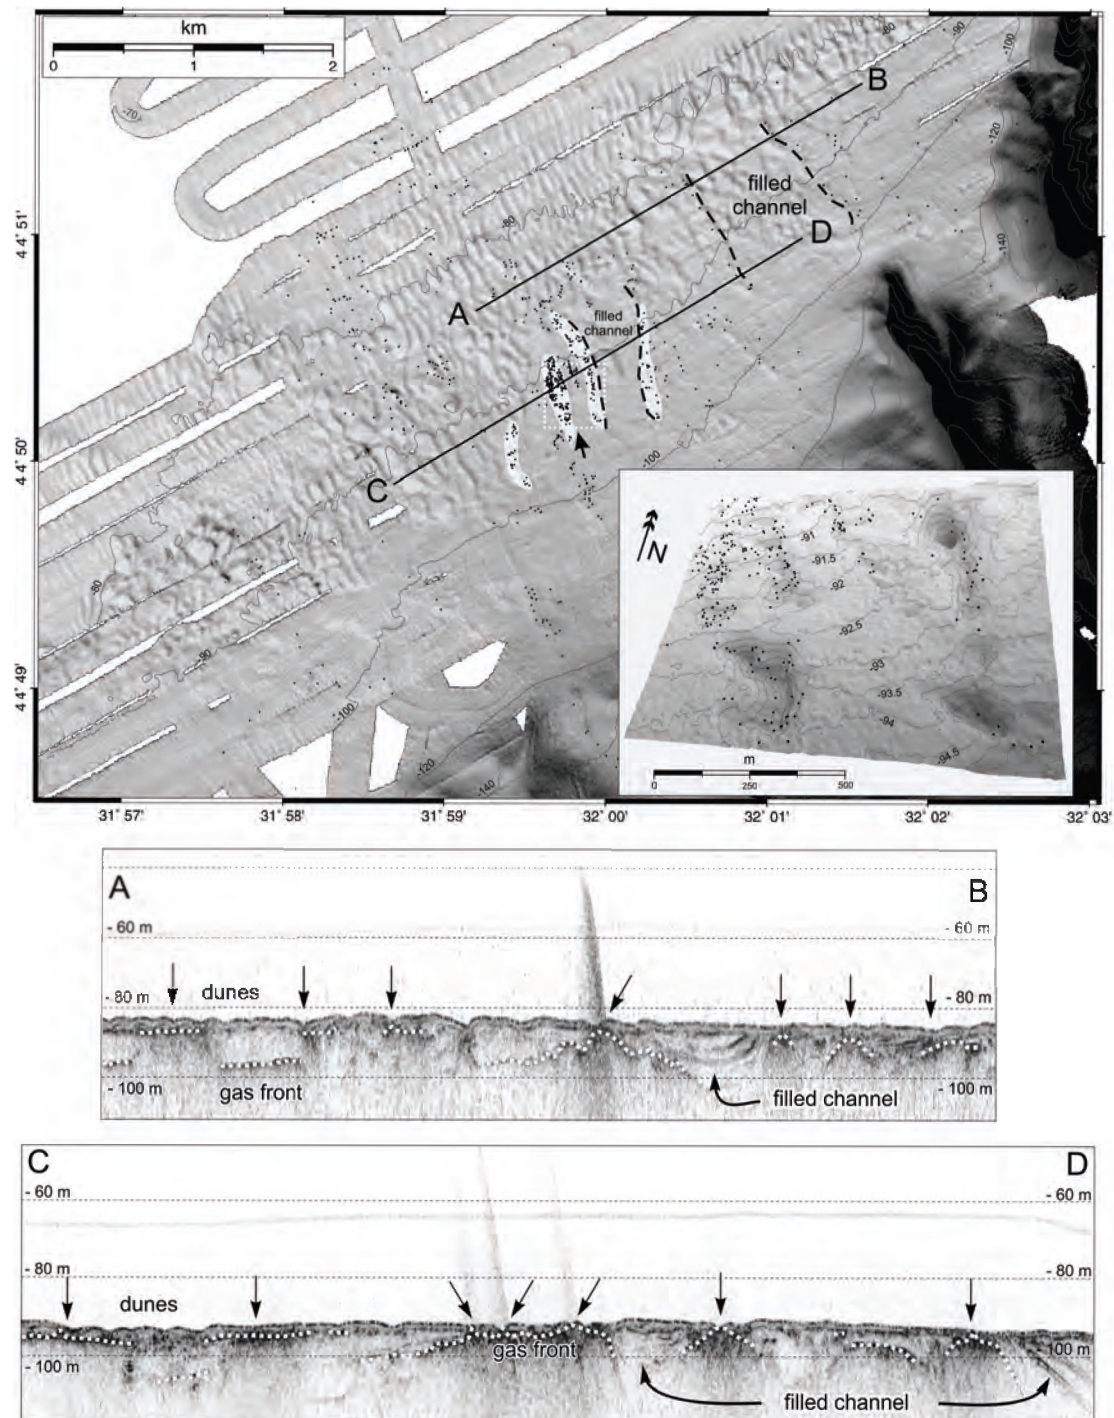 km
0 1 2
-70
-80
-90
-100
-120
-140
B
filled
channel
D
-80
A
filled
channel
C
-100
-80
-90
-100
-120
-140
44° 51'
44° 50'
44° 49'
N
-91
-91.5
-92
-92.5
-93
-93.5
-94
-94.5
m
0 250 500
31° 57' 31° 58' 31° 59' 32° 00' 32° 01' 32° 02' 32° 03'
A B
- 60 m - 60 m
dunes
- 80 m - 80 m
- 100 m gas front filled channel - 100 m
C D
- 60 m - 60 m
- 80 m - 80 m
dunes
gas front
- 100 m 100 m
filled channel